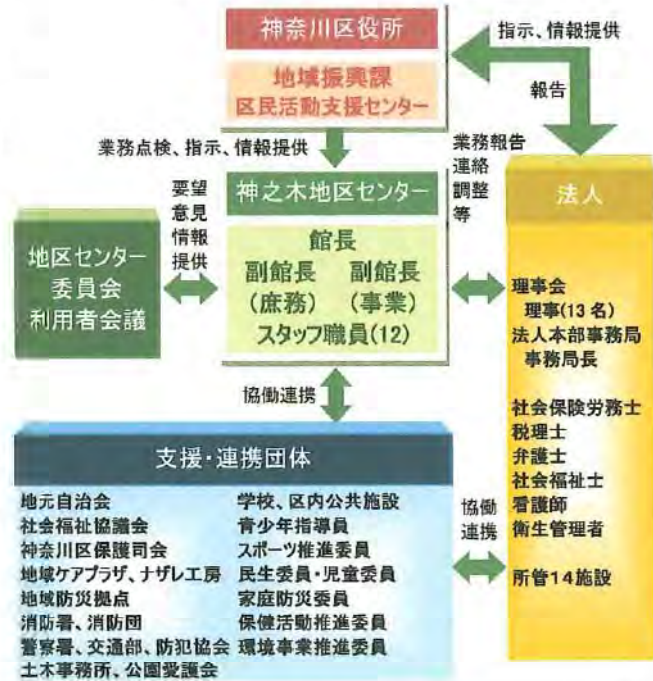 神奈川区役所
地域振興課
区民活動支援センター
指示、情報提供
報告
業務点検、指示、情報提供
業務報告
連絡
調整
等
要望
意見
情報
提供
地区センター
委員会
利用者会議
神之木地区センター
館長
副館長 副館長
(庶務) (事業)
スタッフ職員(12)
法人
理事会
理事(13名)
法人本部事務局
事務局長
社会保険労務士
税理士
弁護士
社会福祉士
看護師
衛生管理者
所管14施設
協働連携
協働
連携
支援・連携団体
地元自治会
社会福祉協議会
神奈川区保護司会
地域ケアプラザ、ナザレ工房
地域防災拠点
消防署、消防団
警察署、交通部、防犯協会
土木事務所、公園愛護会
学校、区内公共施設
青少年指導員
スポーツ推進委員
民生委員・児童委員
家庭防災委員
保健活動推進委員
環境事業推進委員